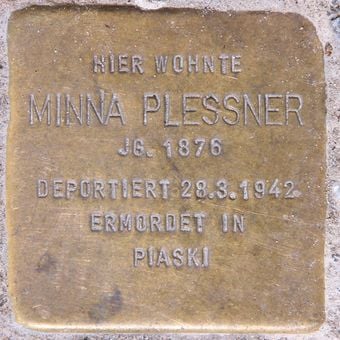 HIER WOHNTE
MINNA PLESSNER
JG. 1876
DEPORTIERT 28.3.1942
ERMORDET IN
PIASKI